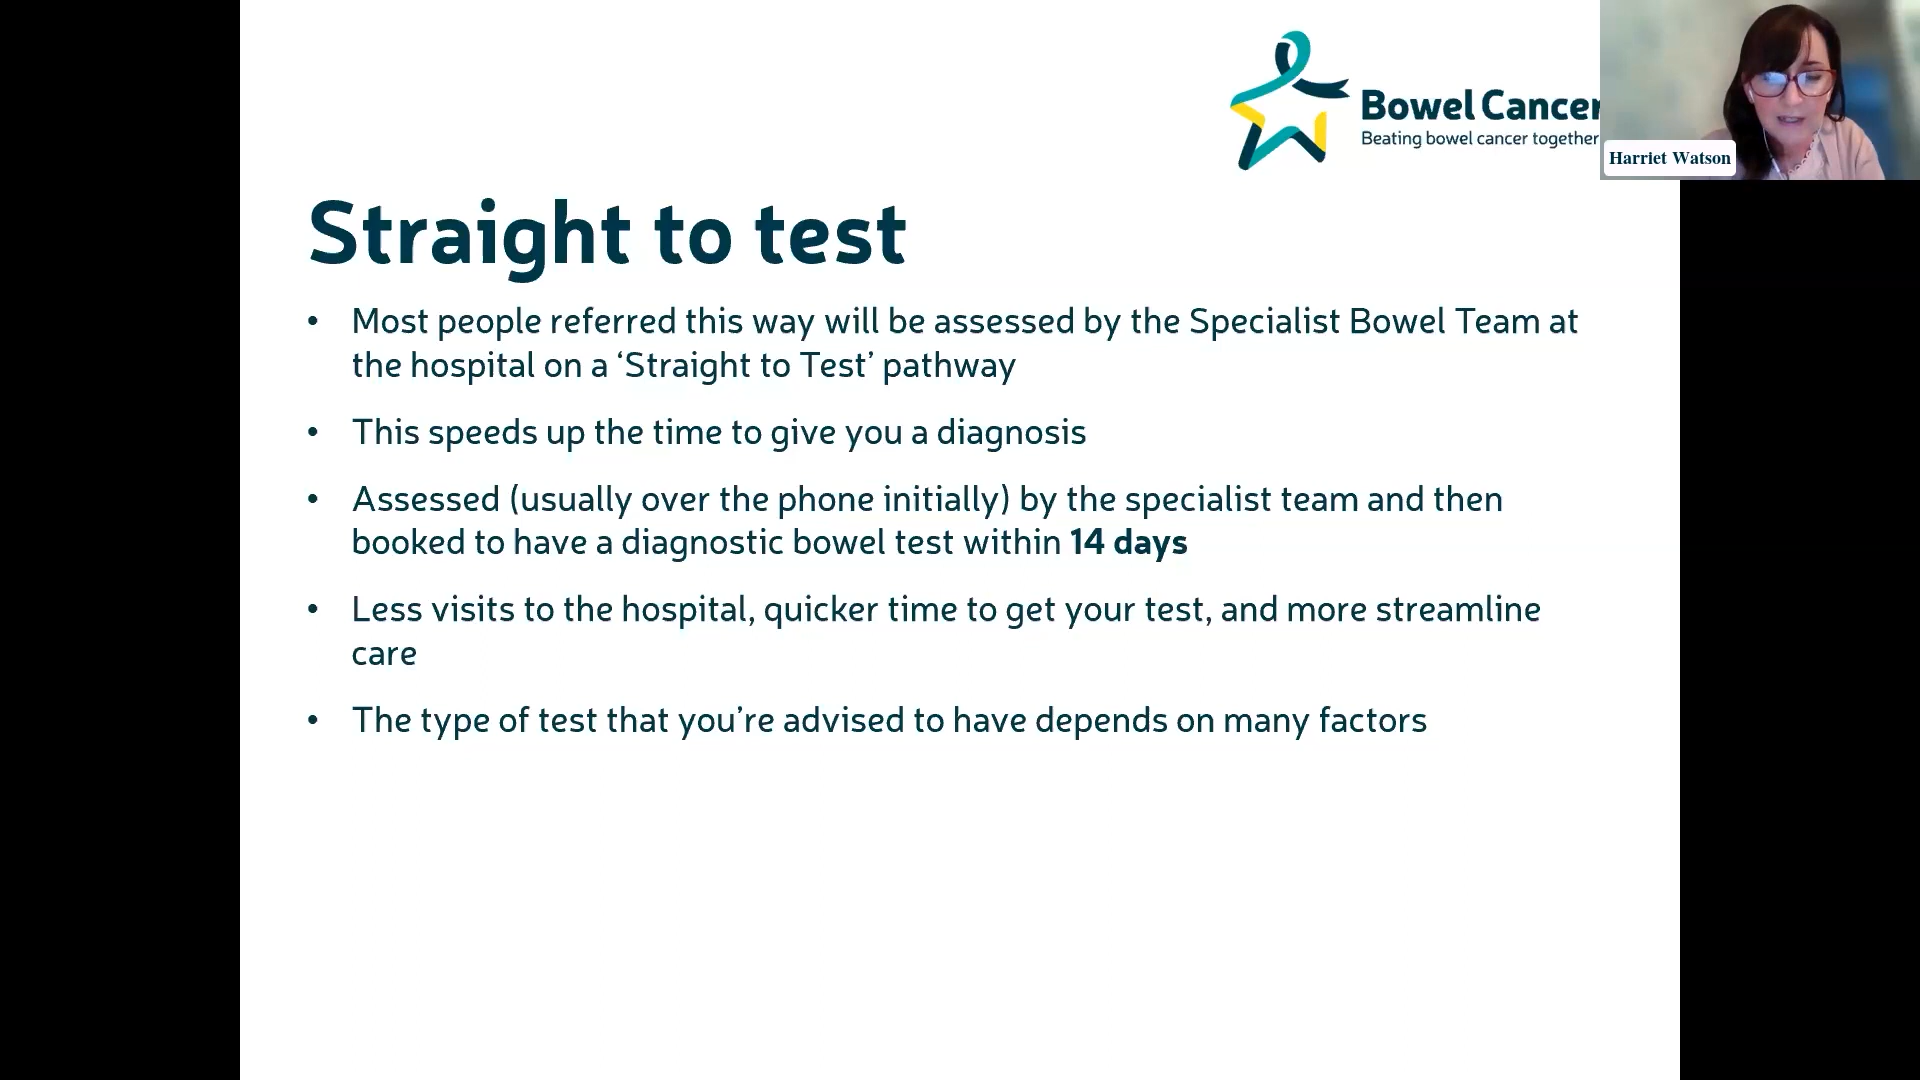 Bowel Cancer
Beating bowel cancer together
Harriet Watson
Straight to test
• Most people referred this way will be assessed by the Specialist Bowel Team at
the hospital on a ‘Straight to Test’ pathway
• This speeds up the time to give you a diagnosis
• Assessed (usually over the phone initially) by the specialist team and then
booked to have a diagnostic bowel test within 14 days
• Less visits to the hospital, quicker time to get your test, and more streamline
care
• The type of test that you’re advised to have depends on many factors